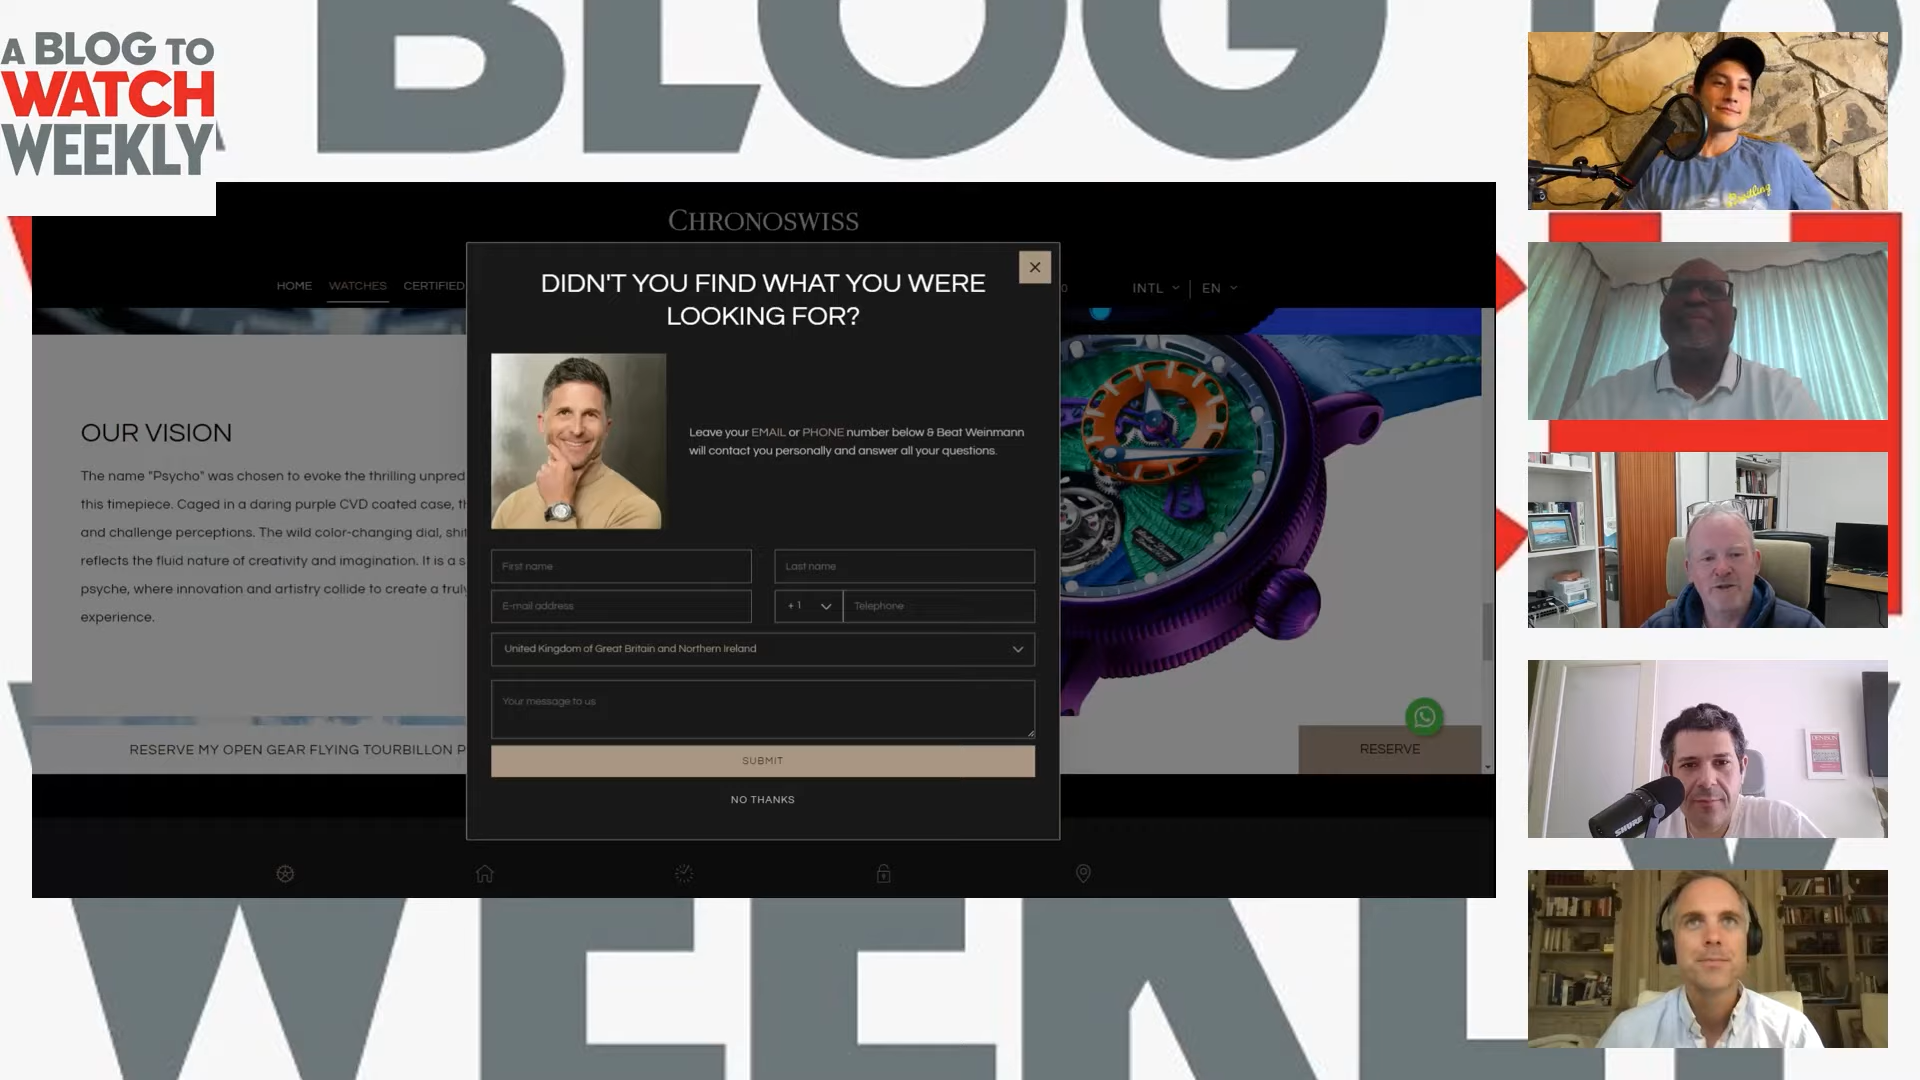 A BLOG TO
WATCH
WEEKLY
BLOG
CHRONOSWISS
HOME WATCHES CERTIFIED
INTL EN
DIDN'T YOU FIND WHAT YOU WERE
LOOKING FOR?
Leave your EMAIL or PHONE number below & Beat Weinmann
will contact you personally and answer all your questions.
First name
Last name
E-mail address
+1
Telephone
United Kingdom of Great Britain and Northern Ireland
Your message to us
SUBMIT
NO THANKS
OUR VISION
The name "Psycho" was chosen to evoke the thrilling unpred
this timepiece. Caged in a daring purple CVD coated case, th
and challenge perceptions. The wild color-changing dial, shi
reflects the fluid nature of creativity and imagination. It is a s
psyche, where innovation and artistry collide to create a truly
experience.
RESERVE MY OPEN GEAR FLYING TOURBILLON P
RESERVE
Breitling
SHURE